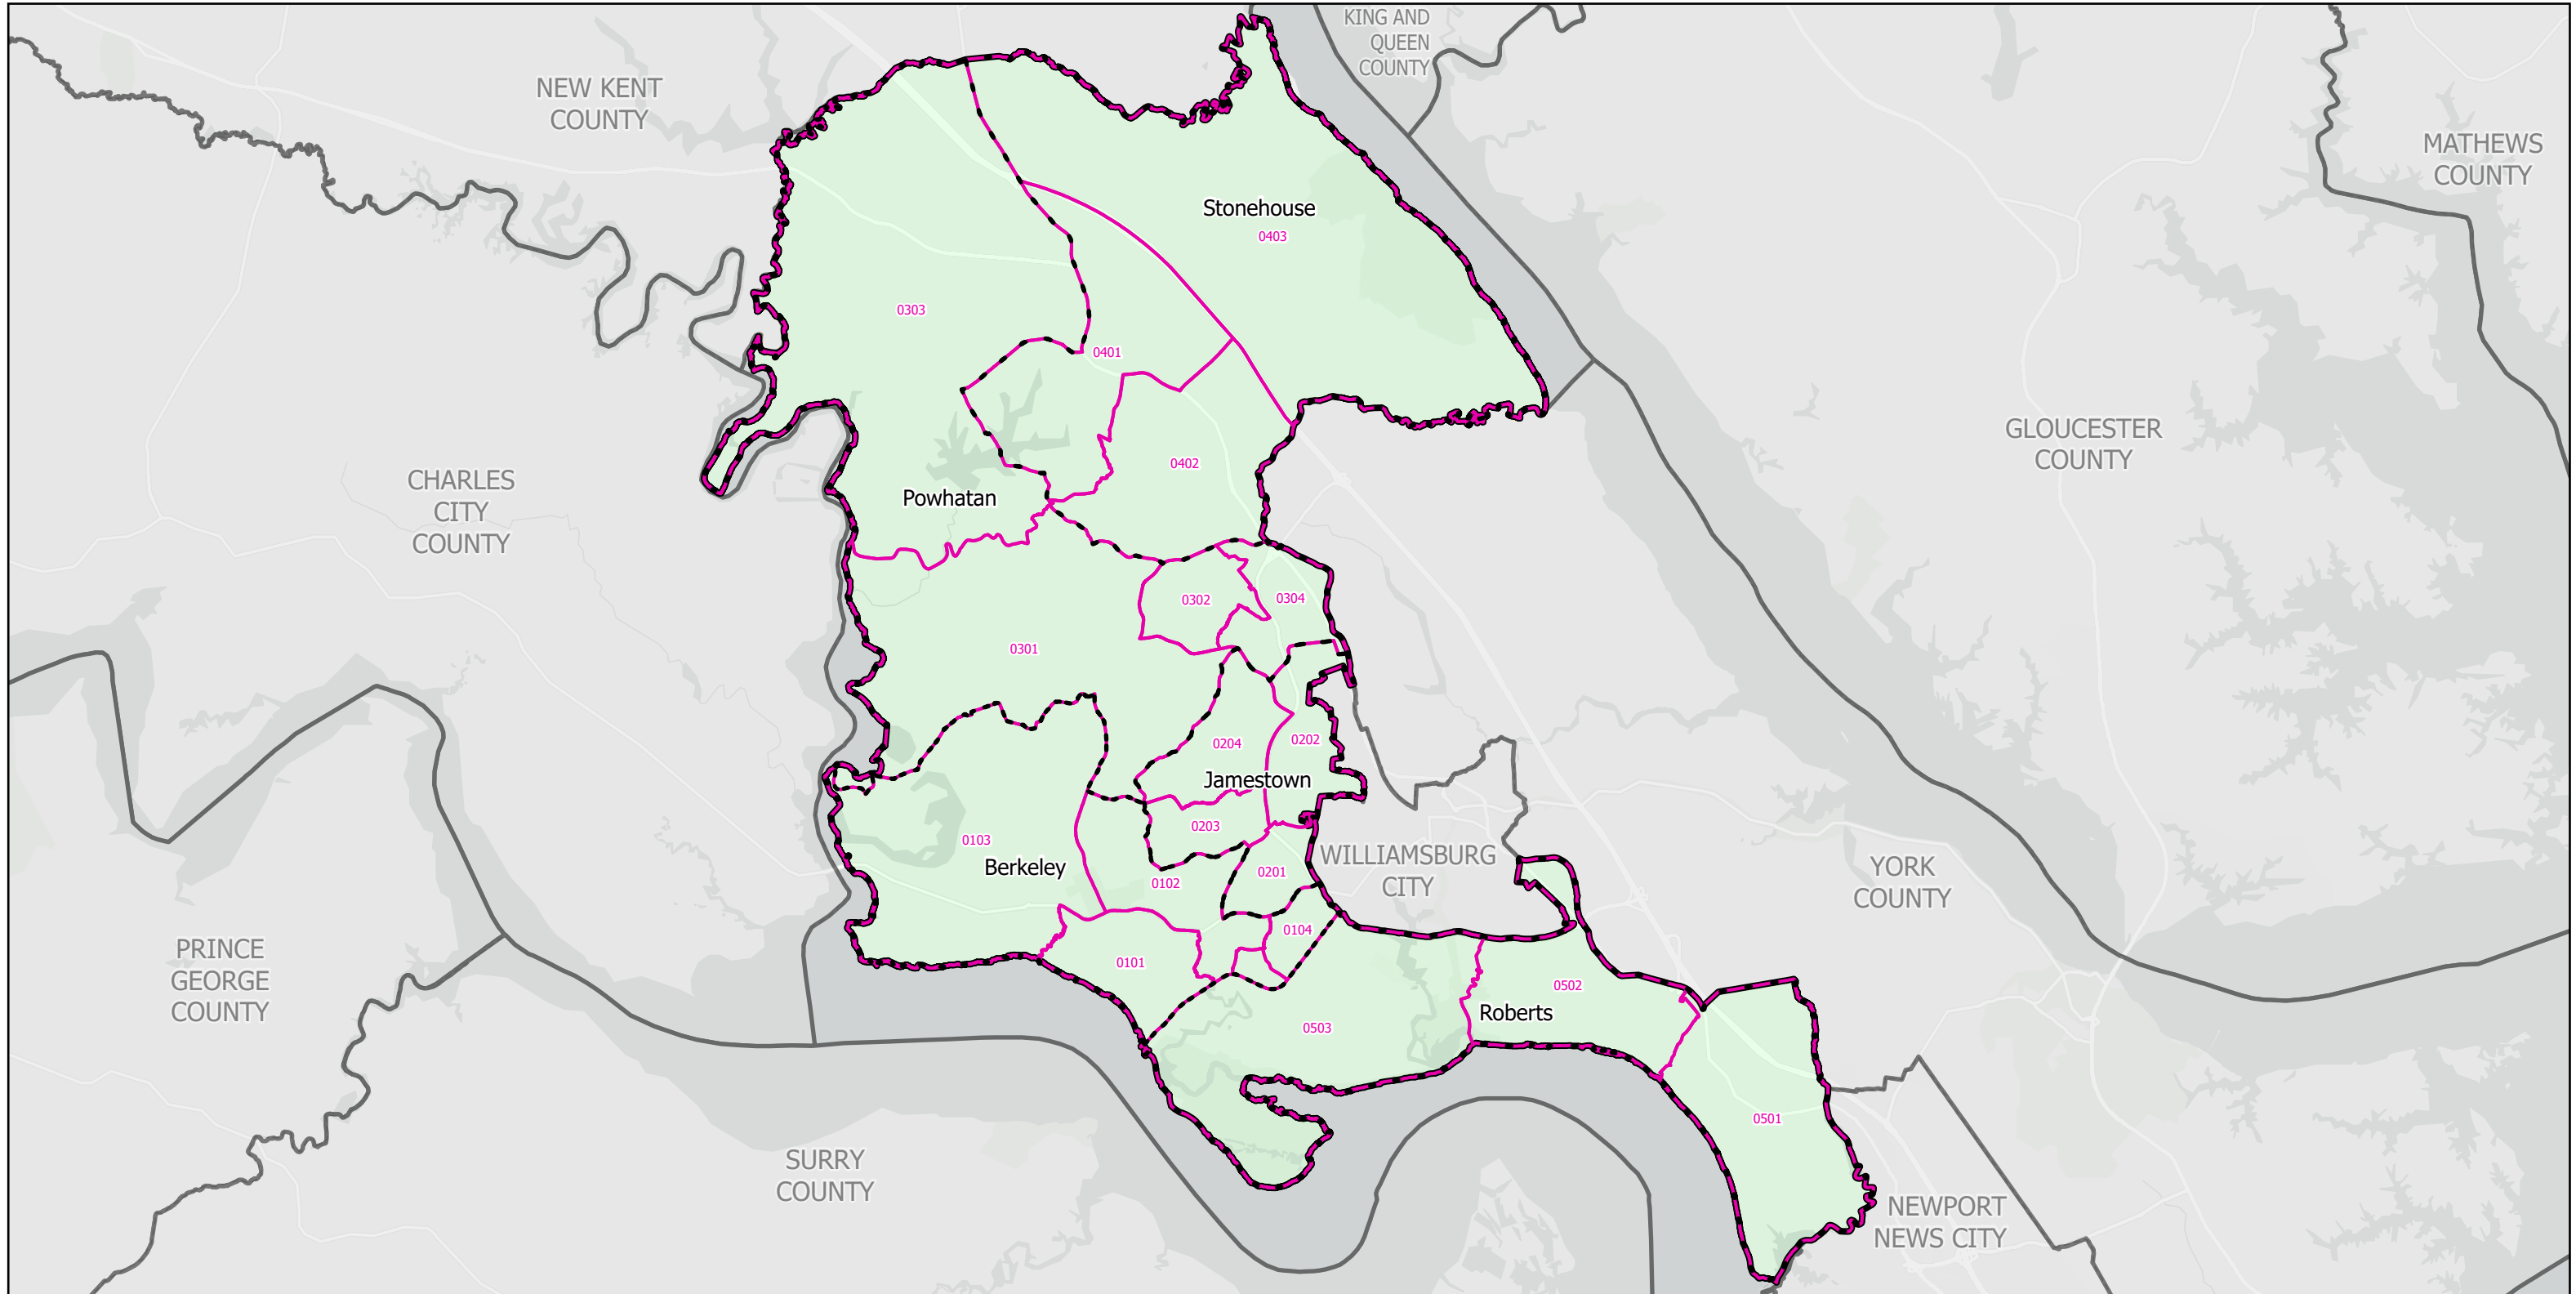 KING AND
QUEEN
COUNTY
NEW KENT
COUNTY
MATHEWS
COUNTY
Stonehouse
0403
0303
0401
GLOUCESTER
COUNTY
0402
CHARLES
CITY
COUNTY
Powhatan
0302
0304
0301
0204
0202
Jamestown
0203
0103
Berkeley
WILLIAMSBURG
CITY
0201
0102
YORK
COUNTY
0104
PRINCE
GEORGE
COUNTY
0101
0502
Roberts
0503
0501
SURRY
COUNTY
NEWPORT
NEWS CITY